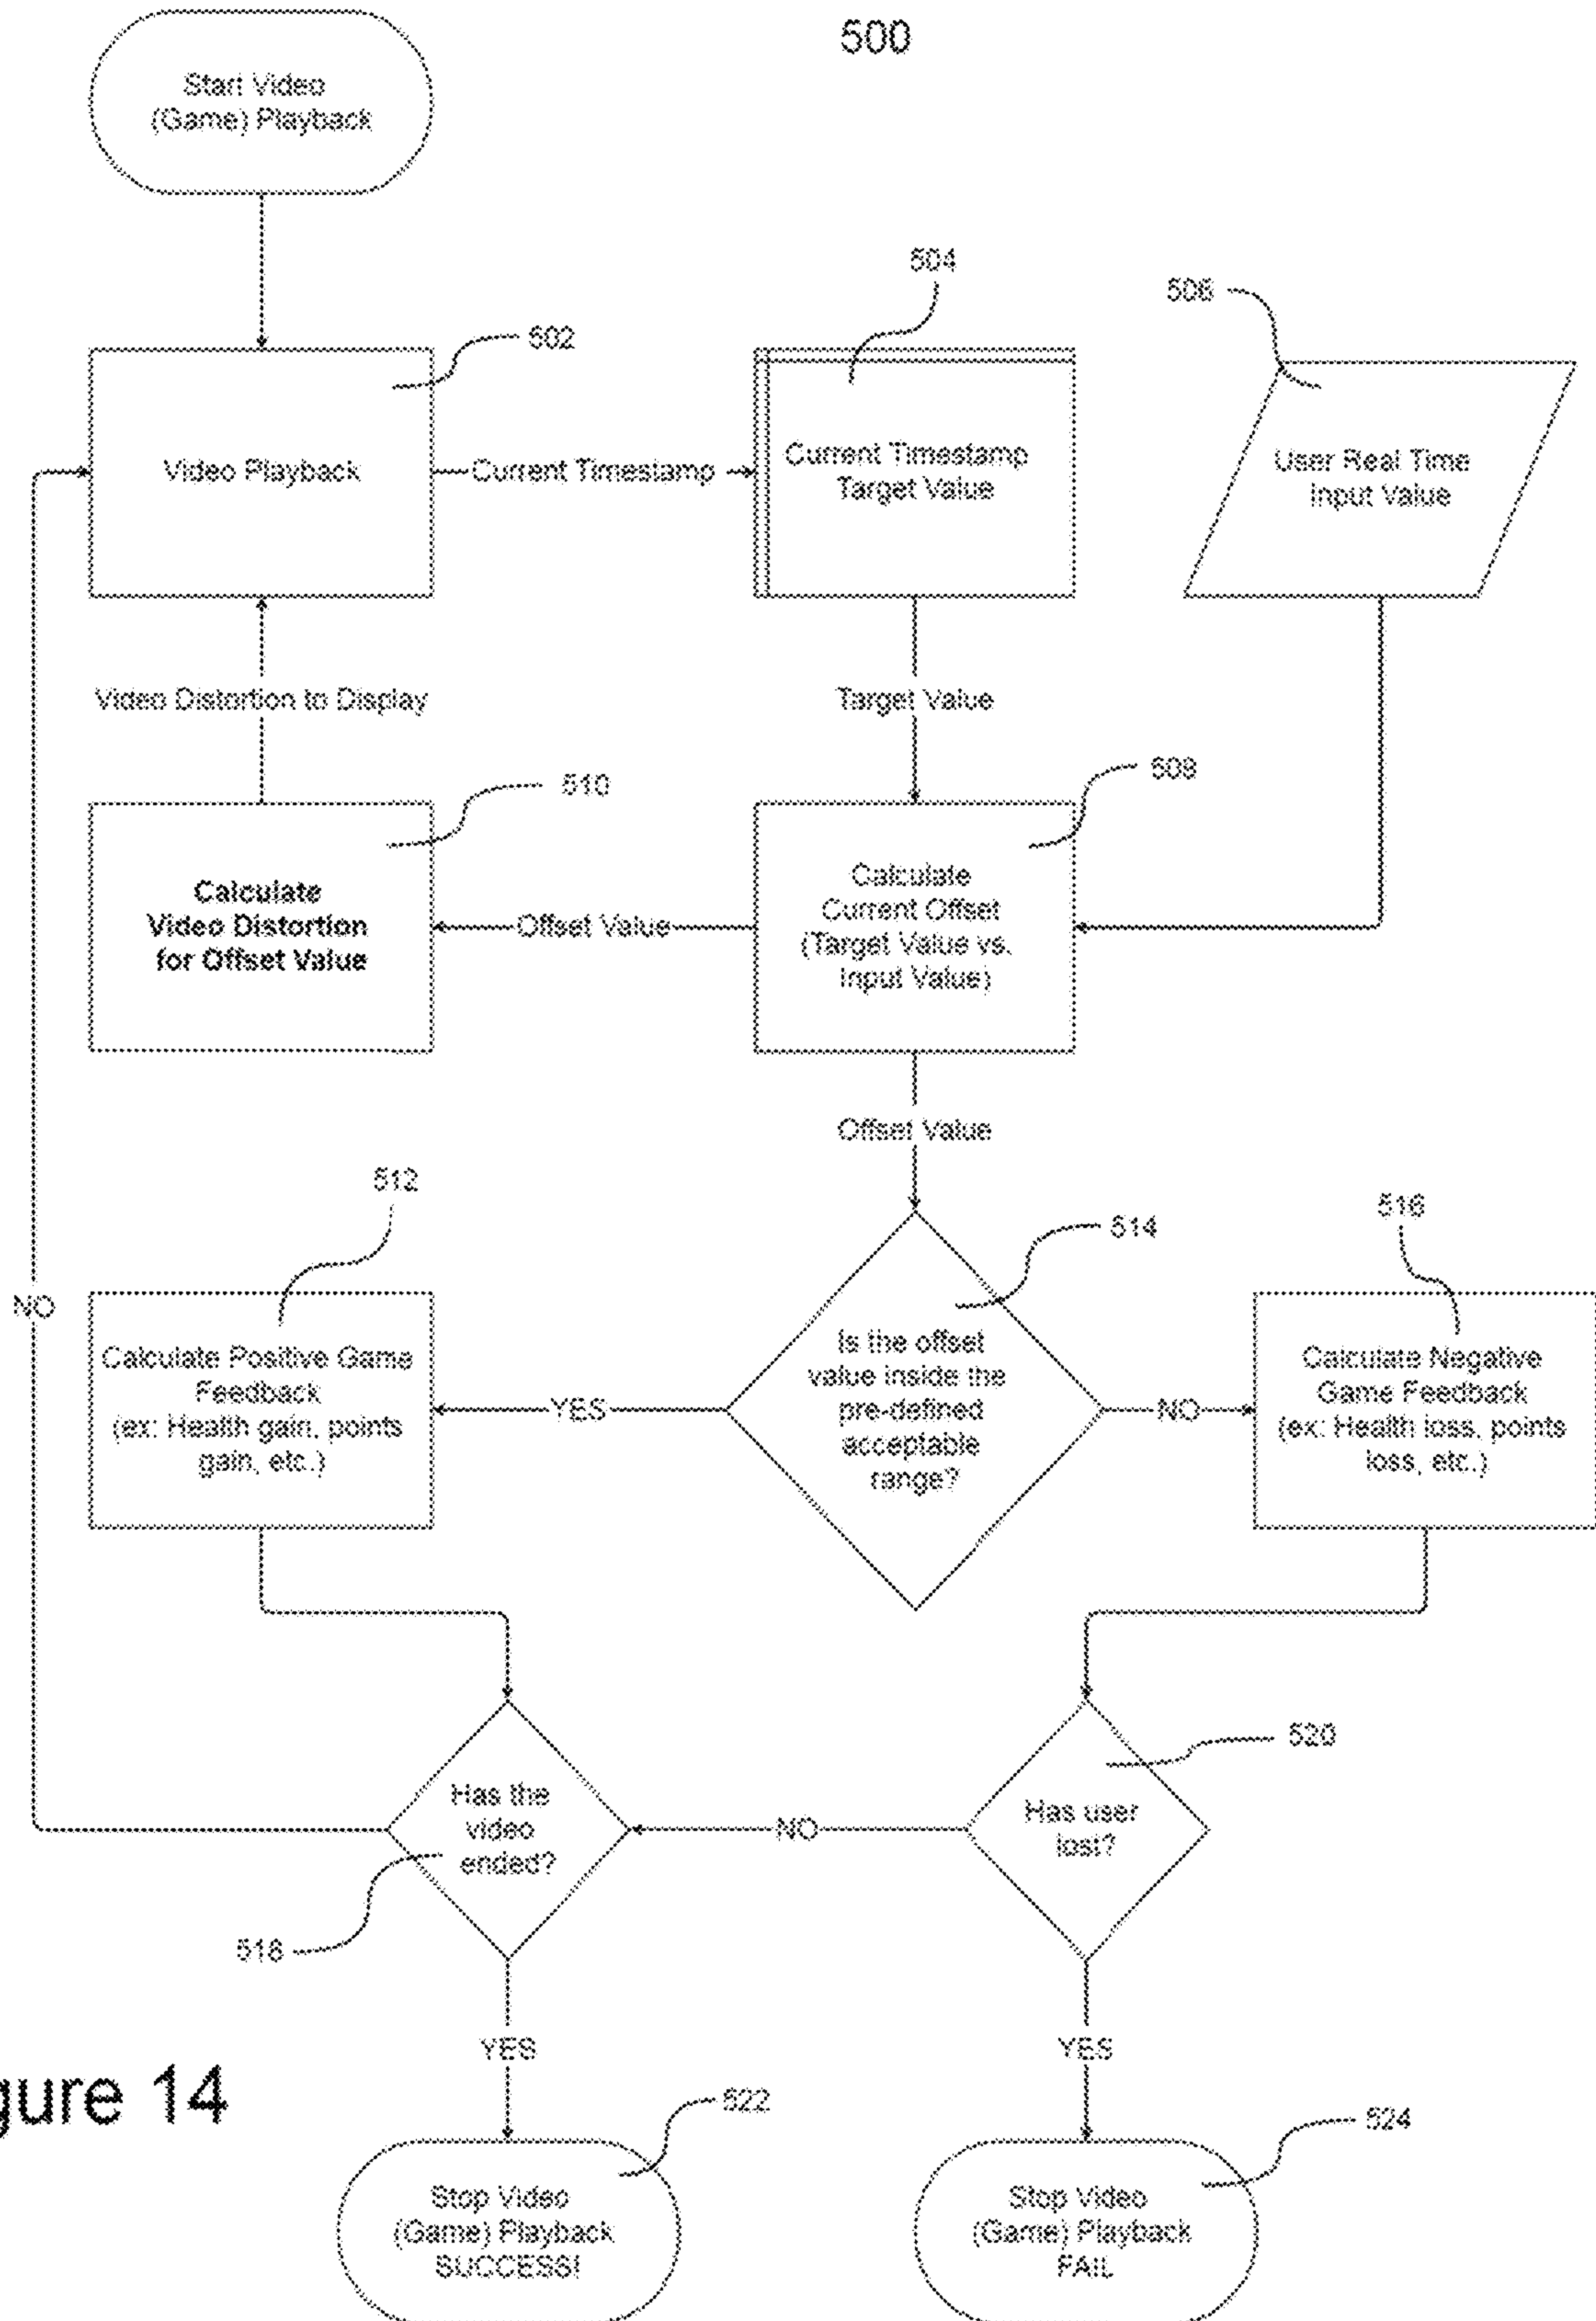 500
Start Video
(Game) Playback
502
504
506
Video Playback
Current Timestamp
Current Timestamp
Target Value
User Real Time
Input Value
Video Distortion to Display
Target Value
510
509
Calculate
Video Distortion
for Offset Value
Offset Value
Calculate
Current Offset
(Target Value vs.
Input Value)
Offset Value
512
514
516
NO
Calculate Positive Game
Feedback
(ex: Health gain, points
gain, etc.)
YES
Is the offset
value inside the
pre-defined
acceptable
range?
NO
Calculate Negative
Game Feedback
(ex: Health loss, points
loss, etc.)
520
Has the
video
ended?
NO
Has user
lost?
518
YES
YES
gure 14
522
524
Stop Video
(Game) Playback
SUCCESS!
Stop Video
(Game) Playback
FAIL